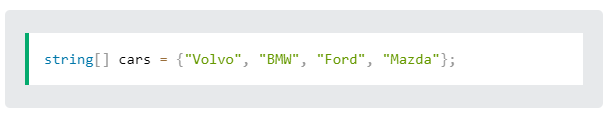 string[] cars = {"Volvo", "BMW", "Ford", "Mazda"};